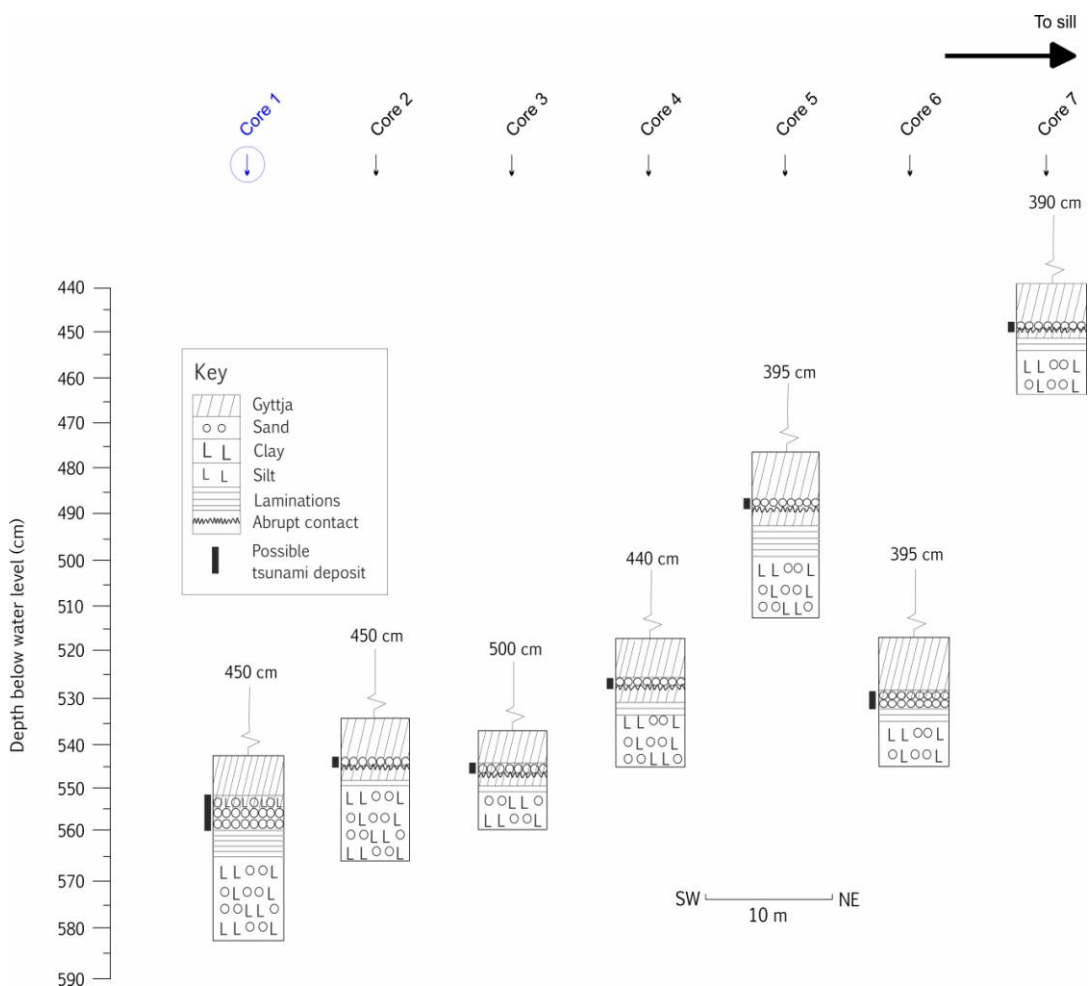 To sill
Core 1
Core 2
Core 3
Core 4
Core 5
Core 6
Core 7
390 cm
440
450
460
470
480
490
500
510
520
530
540
550
560
570
580
590
Depth below water level (cm)
Key
Gyttja
Sand
L L Clay
L L Silt
Laminations
Abrupt contact
Possible
tsunami deposit
395 cm
440 cm
395 cm
450 cm
500 cm
450 cm
L L L
L L
L L L
L L
L L L
L L L
L L
L L L
L L
L L
L L
L L L
L L
L L
L L L
L L L
L L
L L
L L L
L L
L L
L L L
L L L
L L
L L
L L L
SW NE
10 m